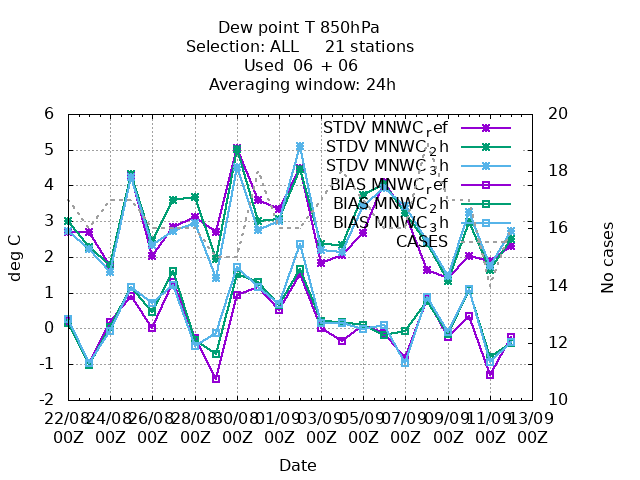 Dew point T 850hPa
Selection: ALL 21 stations
Used 06 + 06
Averaging window: 24h
6 20
STDV MNWC_ref
5
STDV MNWC_2h
4 18
STDV MNWC_3h
3
BIAS MNWC_ref
BIAS MNWC_2h
BIAS MNWC_3h
16
CASES
2
1 14
0
-1 12
-2 10
deg C
No cases
22/08 24/08 26/08 28/08 30/08 01/09 03/09 05/09 07/09 09/09 11/09 13/09
00Z 00Z 00Z 00Z 00Z 00Z 00Z 00Z 00Z 00Z 00Z 00Z
Date